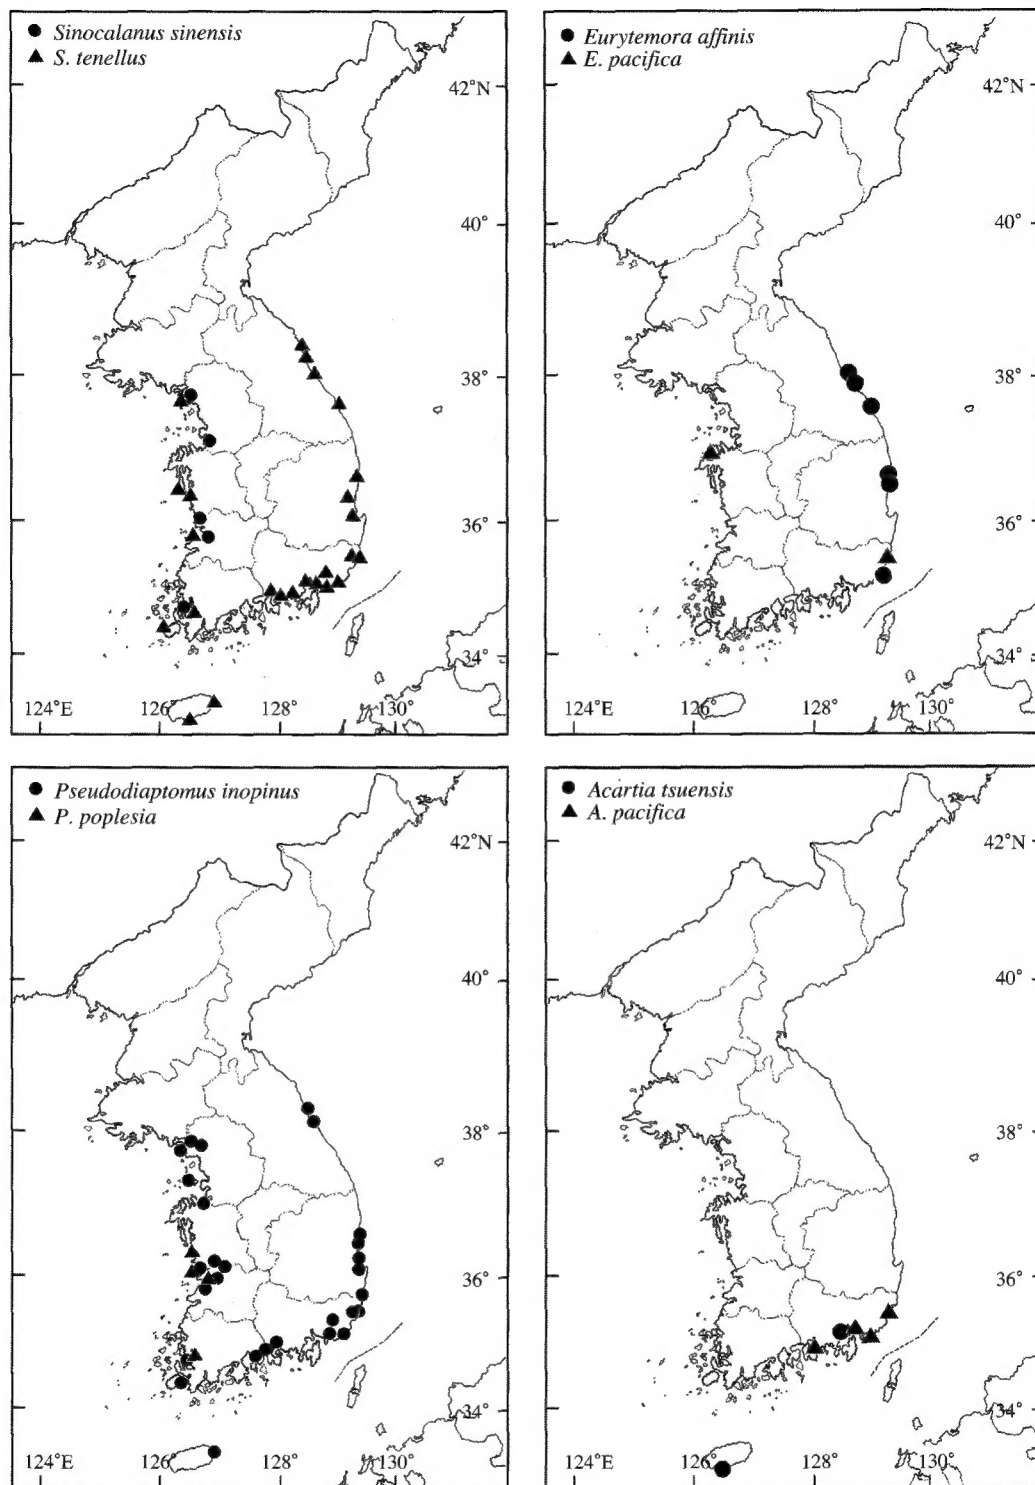 ● Sinocalanus sinensis
▲ S. tenellus
42°N
40°
38°
36°
34°
124°E 126° 128° 130°
● Eurytemora affinis
▲ E. pacifica
42°N
40°
38°
36°
34°
124°E 126° 128° 130°
● Pseudodiaptomus inopinus
▲ P. poplesia
42°N
40°
38°
36°
34°
124°E 126° 128° 130°
● Acartia tsuensis
▲ A. pacifica
42°N
40°
38°
36°
34°
124°E 126° 128° 130°